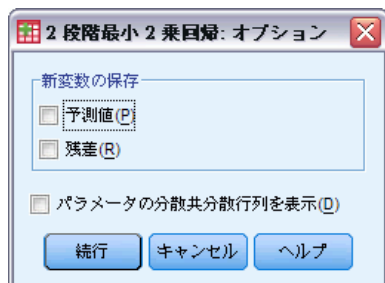 2 段階最小 2 乗回帰: オプション
新変数の保存
予測値(P)
残差(R)
パラメータの分散共分散行列を表示(D)
続行 キャンセル ヘルプ